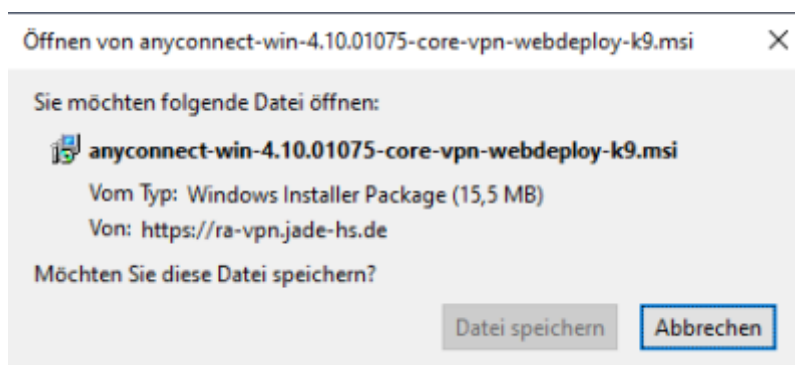 Öffnen von anyconnect-win-4.10.01075-core-vpn-webdeploy-k9.msi
Sie möchten folgende Datei öffnen:
anyconnect-win-4.10.01075-core-vpn-webdeploy-k9.msi
Vom Typ: Windows Installer Package (15,5 MB)
Von: https://ra-vpn.jade-hs.de
Möchten Sie diese Datei speichern?
Datei speichern Abbrechen